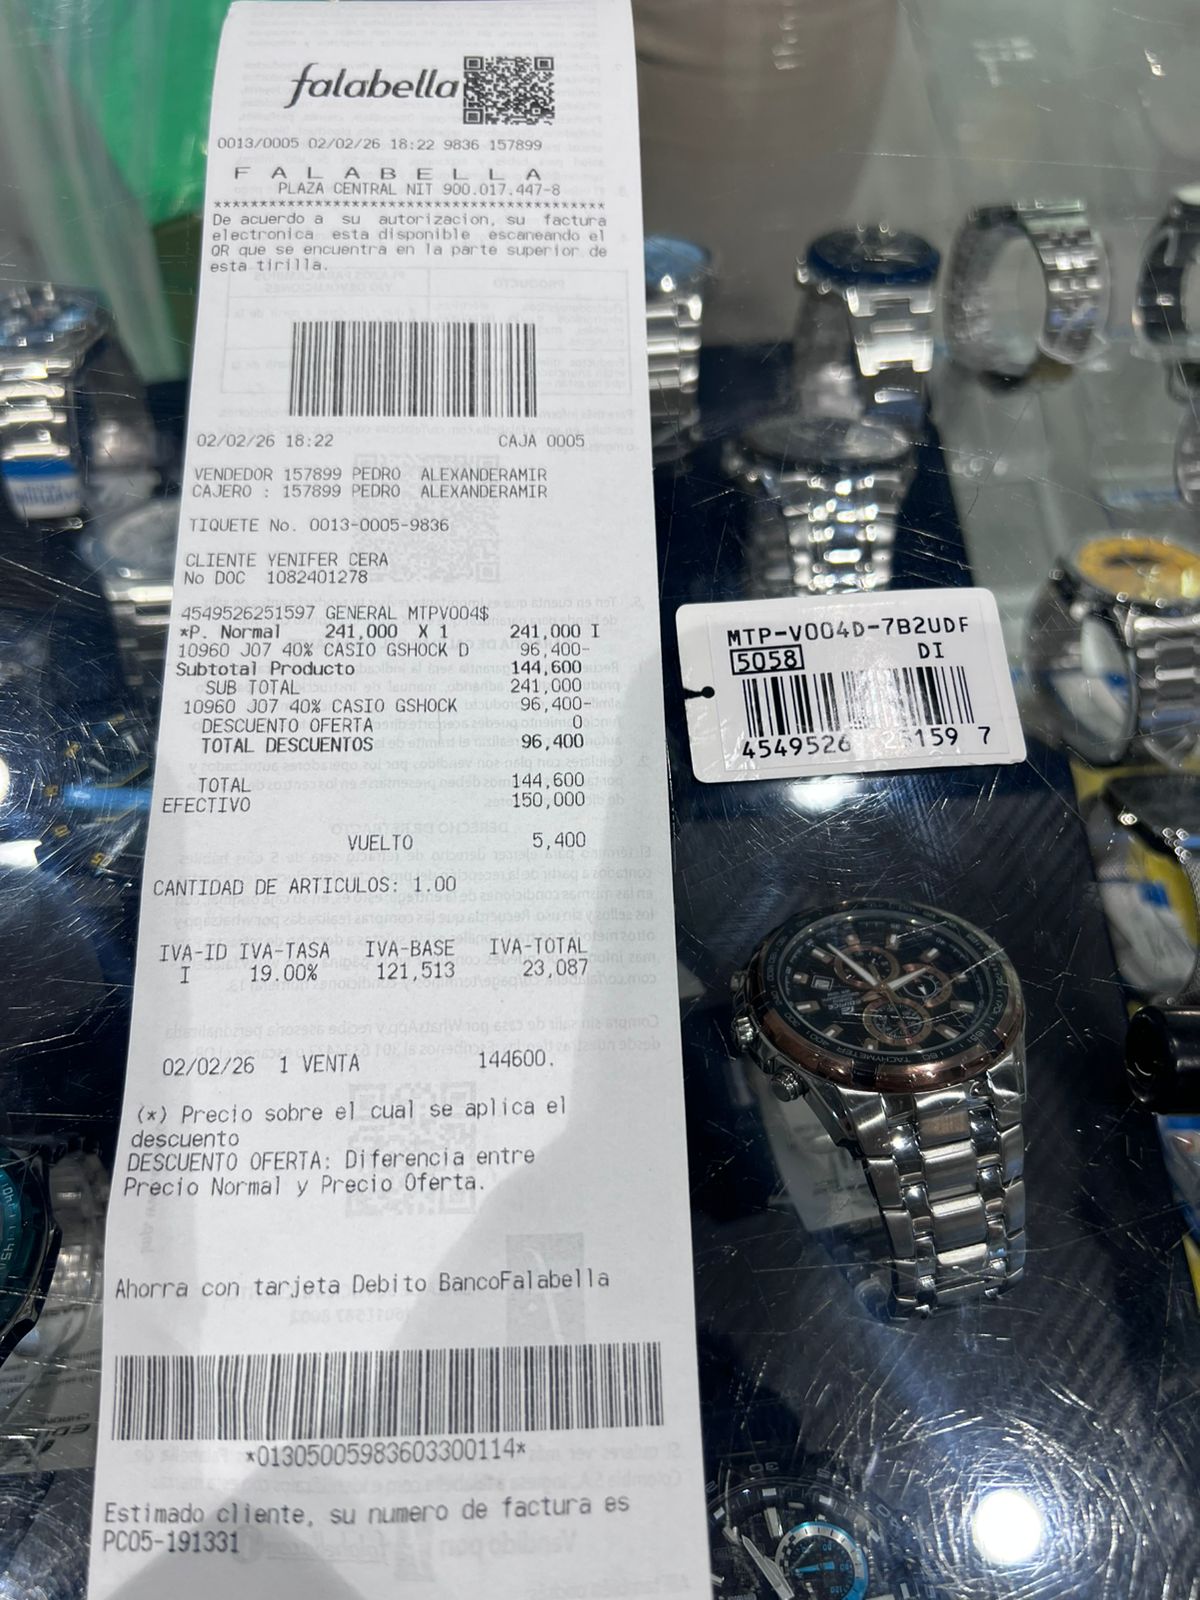 falabella
0013/0005 02/02/26 18:22 9836 157899
F A L A B E L L A
PLAZA CENTRAL NIT 900.017.447-8
******************************************
De acuerdo a su autorizacion, su factura
electronica esta disponible escaneando el
QR que se encuentra en la parte superior de
esta tirilla.
02/02/26 18:22 CAJA 0005
VENDEDOR 157899 PEDRO ALEXANDERAMIR
CAJERO : 157899 PEDRO ALEXANDERAMIR
TIQUETE No. 0013-0005-9836
CLIENTE YENIFER CERA
No DOC 1082401278
4549526251597 GENERAL MTPV004$
*P. Normal 241,000 X 1 241,000 I
10960 J07 40% CASIO GSHOCK 96,400-
Subtotal Producto 144,600
SUB TOTAL 241,000
10960 J07 40% CASIO GSHOCK 96,400-
DESCUENTO OFERTA 0
TOTAL DESCUENTOS 96,400
TOTAL 144,600
EFECTIVO 150,000
VUELTO 5,400
CANTIDAD DE ARTICULOS: 1.00
IVA-ID IVA-TASA IVA-BASE IVA-TOTAL
I 19.00% 121,513 23,087
02/02/26 1 VENTA 144600.
(*) Precio sobre el cual se aplica el
descuento
DESCUENTO OFERTA: Diferencia entre
Precio Normal y Precio Oferta.
Ahorra con tarjeta Debito BancoFalabella
*01305005983603300114*
Estimado cliente, su numero de factura es
PC05-191331
MTP-V004D-7B2UDF
5058 DI
4549526 25159 7
EDIFICE
TACHYMETER